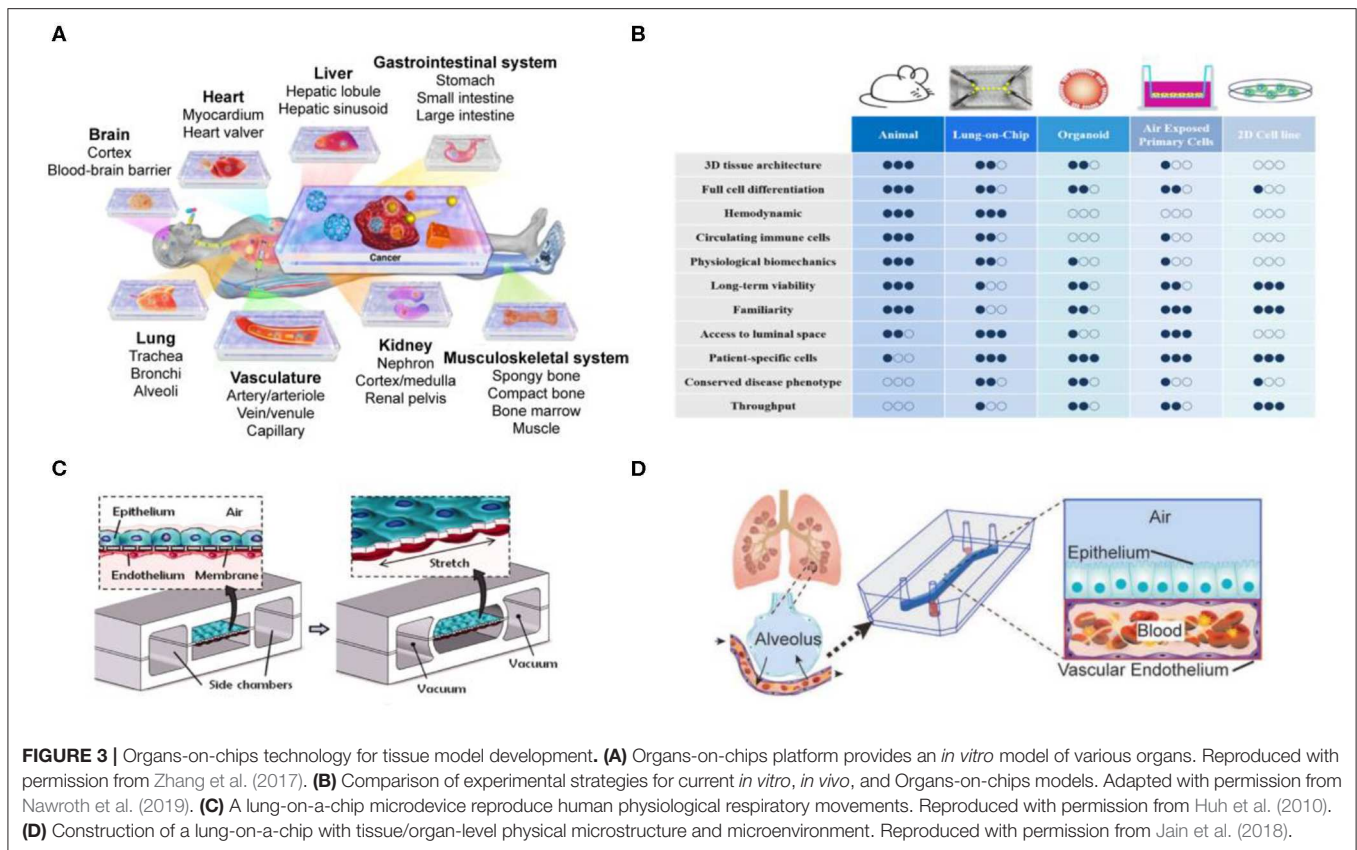 A
Brain
Cortex
Blood-brain barrier
Heart
Myocardium
Heart valver
Liver
Hepatic lobule
Hepatic sinusoid
Gastrointestinal system
Stomach
Small intestine
Large intestine
Cancer
Lung
Trachea
Bronchi
Alveoli
Vasculature
Artery/arteriole
Vein/venule
Capillary
Kidney
Nephron
Cortex/medulla
Renal pelvis
Musculoskeletal system
Spongy bone
Compact bone
Bone marrow
Muscle
B
Animal Lung-on-Chip Organoid Air Exposed Primary Cells 2D Cell line
3D tissue architecture ●●● ●●○ ●●○ ●○○ ○○○
Full cell differentiation ●●● ●●○ ●●○ ●●○ ●○○
Hemodynamic ●●● ●●● ○○○ ○○○ ○○○
Circulating immune cells ●●● ●●○ ○○○ ●○○ ○○○
Physiological biomechanics ●●● ●●○ ●○○ ●○○ ○○○
Long-term viability ●●● ●○○ ●●○ ●●○ ●●●
Familiarity ●●● ●○○ ●●○ ●●● ●●●
Access to luminal space ●●○ ●●● ●○○ ●●● ○○○
Patient-specific cells ●○○ ●●● ●●● ●●● ●●●
Conserved disease phenotype ○○○ ●●○ ●●○ ●○○ ●○○
Throughput ○○○ ●○○ ●●○ ●●○ ●●●
C
Epithelium Air
Endothelium Membrane
Side chambers
Stretch
Vacuum
Vacuum
D
Alveolus
Air
Epithelium
Blood
Vascular Endothelium
FIGURE 3 | Organs-on-chips technology for tissue model development. (A) Organs-on-chips platform provides an in vitro model of various organs. Reproduced with
permission from Zhang et al. (2017). (B) Comparison of experimental strategies for current in vitro, in vivo, and Organs-on-chips models. Adapted with permission from
Nawroth et al. (2019). (C) A lung-on-a-chip microdevice reproduce human physiological respiratory movements. Reproduced with permission from Huh et al. (2010).
(D) Construction of a lung-on-a-chip with tissue/organ-level physical microstructure and microenvironment. Reproduced with permission from Jain et al. (2018).